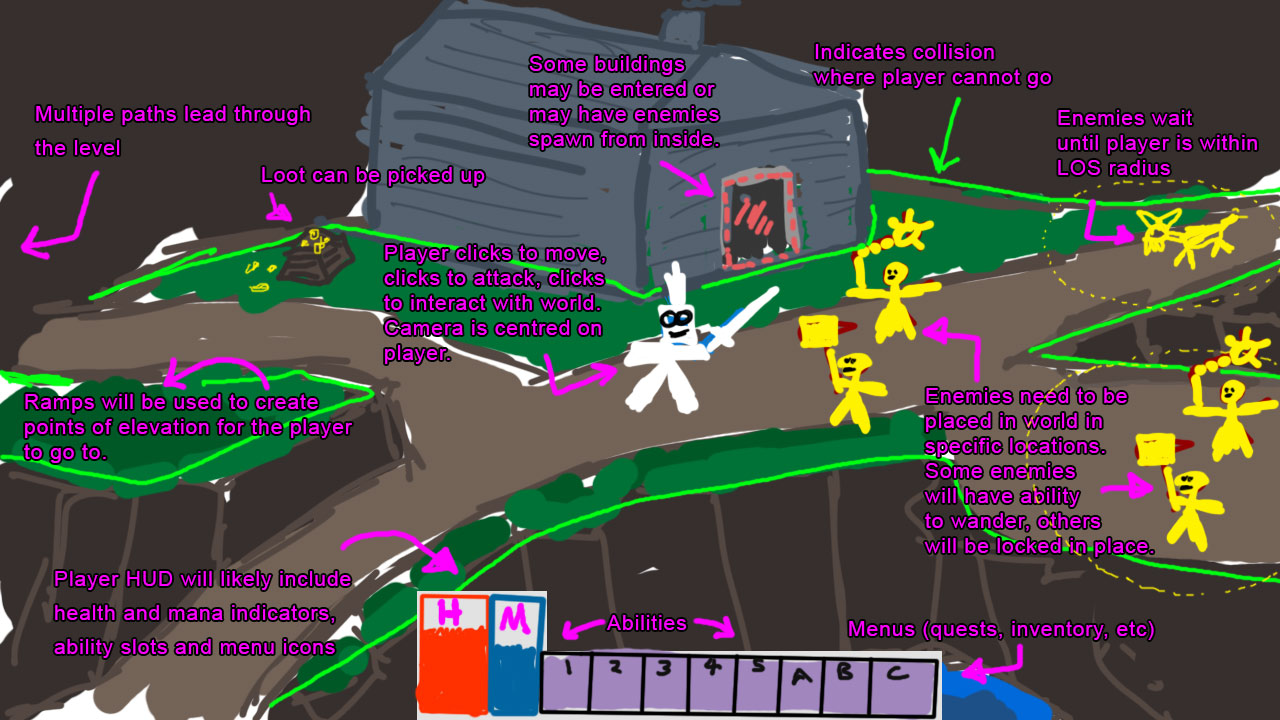 Indicates collision
where player cannot go
Some buildings
may be entered or
may have enemies
spawn from inside.
Multiple paths lead through
the level
Enemies wait
until player is within
LOS radius
Loot can be picked up
Player clicks to move,
clicks to attack, clicks
to interact with world.
Camera is centred on
player.
Ramps will be used to create
points of elevation for the player
to go to.
Enemies need to be
placed in world in
specific locations.
Some enemies
will have ability
to wander, others
will be locked in place.
Player HUD will likely include
health and mana indicators,
ability slots and menu icons
H M
Abilities
Menus (quests, inventory, etc)
1 2 3 4 5 A B C